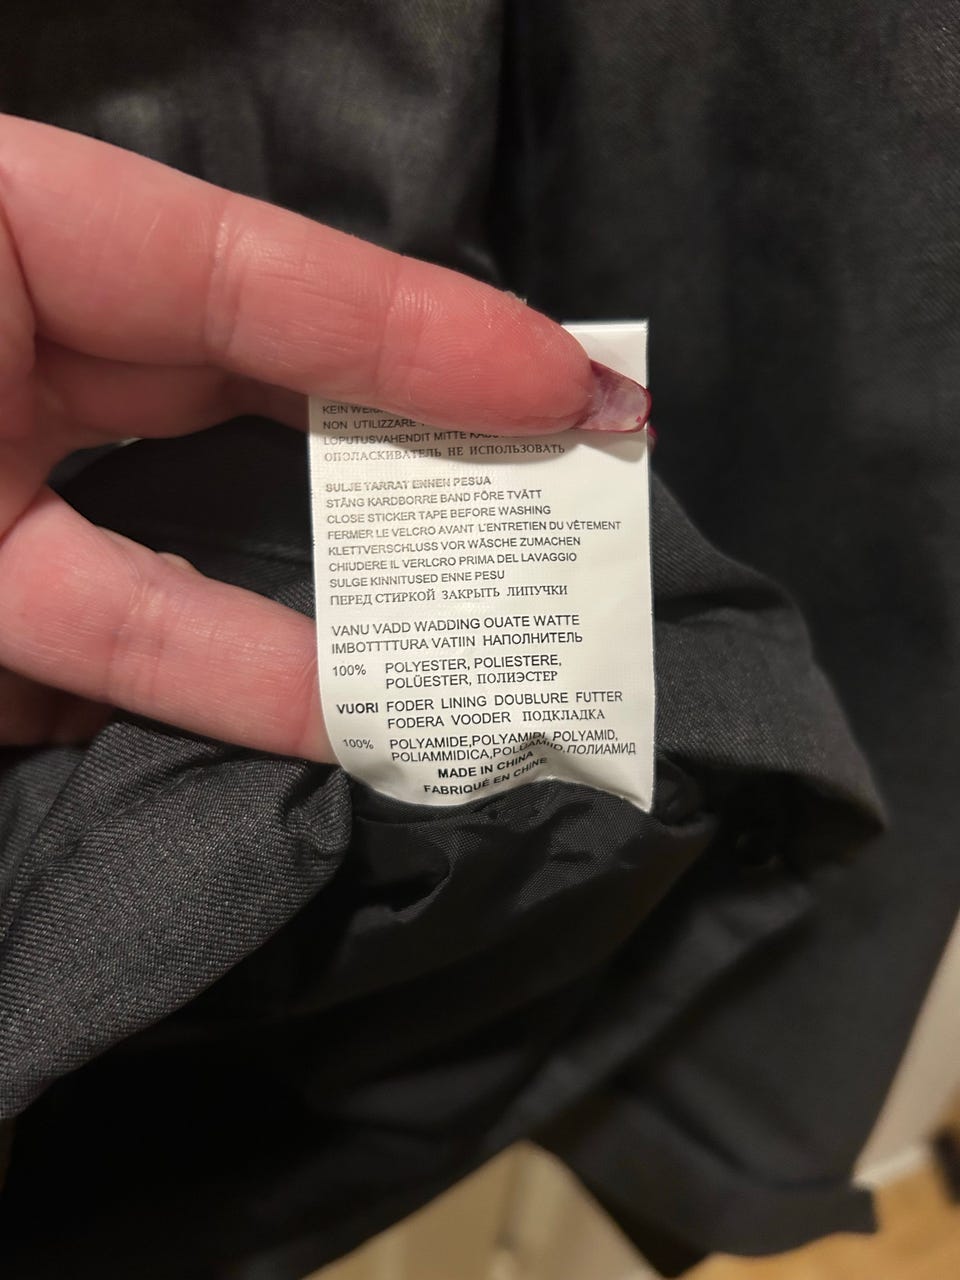 KEIN
NON UTILIZZARE
LOPUTUSVAHENDIT MITTE
ОПОЛАСКИВАТЕЛЬ НЕ ИСПОЛЬЗОВАТЬ
SULJE TARRAT ENNEN PESUA
STÄNG KARDBORRE BAND FÖRE TVÄTT
CLOSE STICKER TAPE BEFORE WASHING
FERMER LE VELCRO AVANT L'ENTRETIEN DU VÊTEMENT
KLETTVERSCHLUSS VOR WÄSCHE ZUMACHEN
CHIUDERE IL VERLCRO PRIMA DEL LAVAGGIO
SULGE KINNITUSED ENNE PESU
ПЕРЕД СТИРКОЙ ЗАКРЫТЬ ЛИПУЧКИ
VANU VADD WADDING OUATE WATTE
IMBOTTTTURA VATIIN НАПОЛНИТЕЛЬ
100% POLYESTER, POLIESTERE,
POLÜESTER, ПОЛИЭСТЕР
VUORI FODER LINING DOUBLURE FUTTER
FODERA VOODER ПОДКЛАДКА
100% POLYAMIDE, POLYAMIDI, POLYAMID,
POLIAMMIDICA, POLÜAMIID, ПОЛИАМИД
MADE IN CHINA
FABRIQUÉ EN CHINE